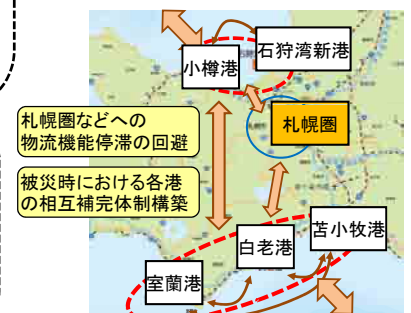 石狩湾新港
小樽港
札幌圏などへの
物流機能停滞の回避
札幌圏
被災時における各港
の相互補完体制構築
苫小牧港
白老港
室蘭港